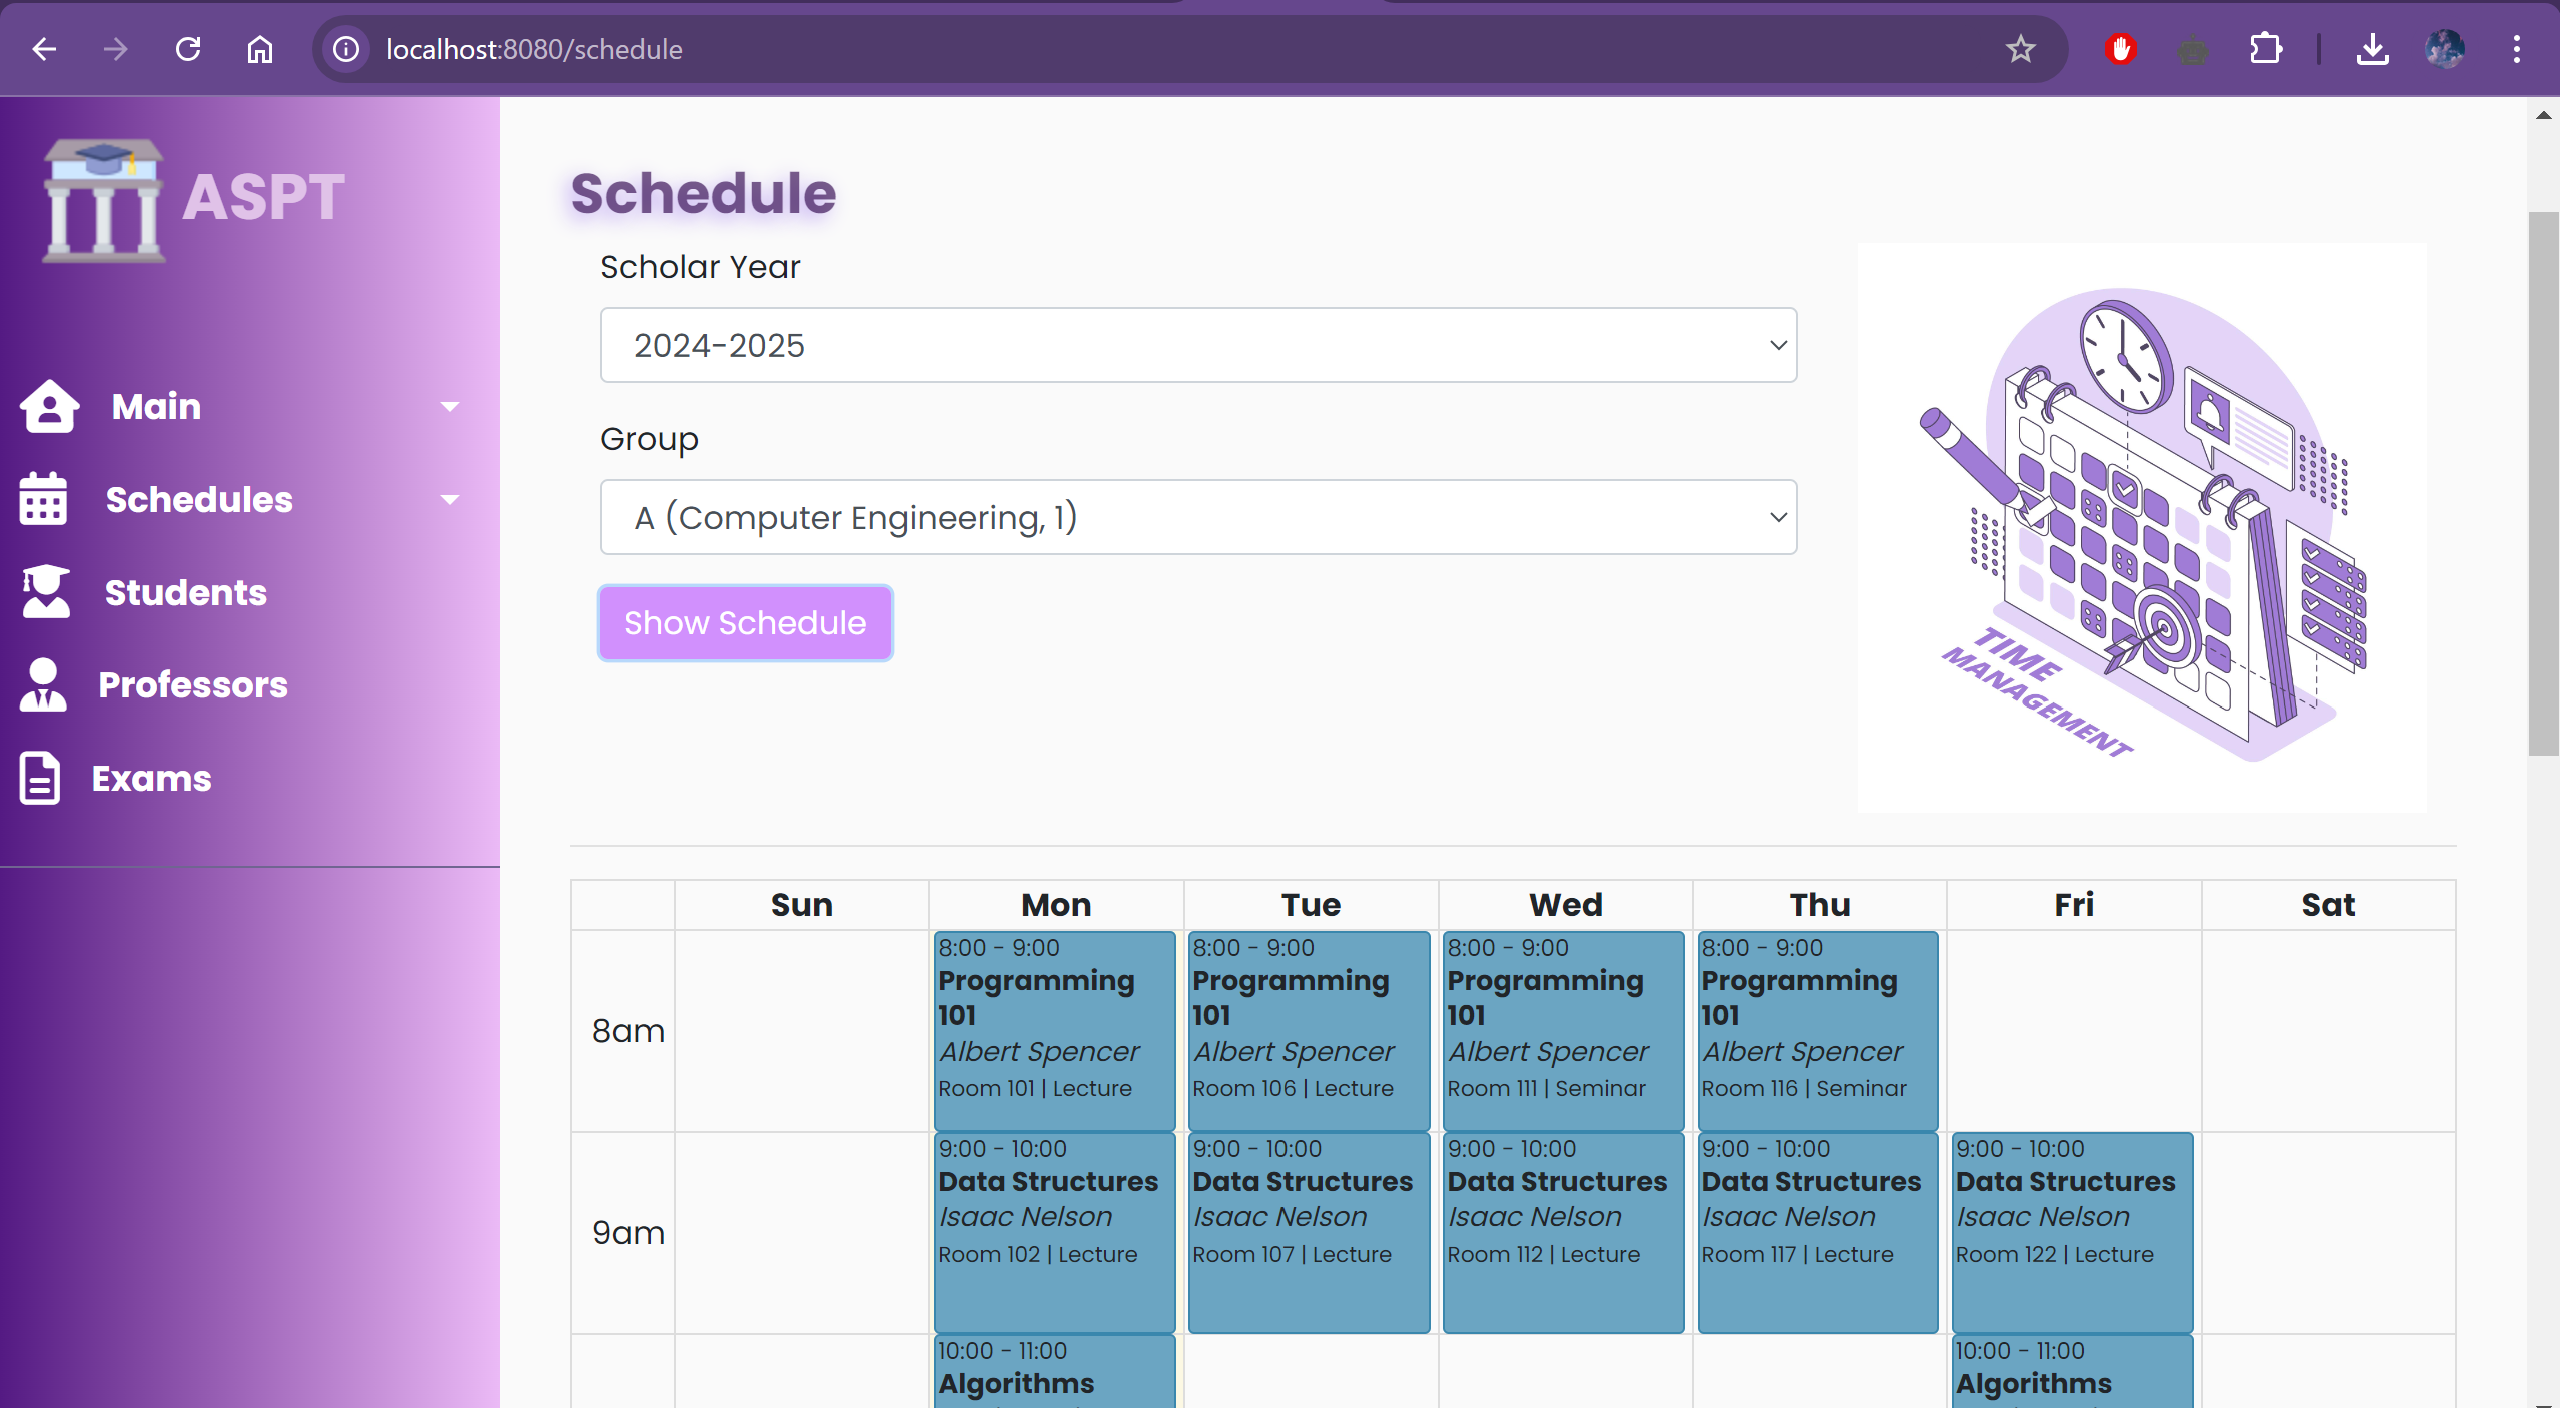 localhost:8080/schedule
ASPT
Main
Schedules
Students
Professors
Exams
Schedule
Scholar Year
2024-2025
Group
A (Computer Engineering, 1)
Show Schedule
TIME
MANAGEMENT
Sun Mon Tue Wed Thu Fri Sat
8am
8:00 - 9:00
Programming
101
Albert Spencer
Room 101 | Lecture
8:00 - 9:00
Programming
101
Albert Spencer
Room 106 | Lecture
8:00 - 9:00
Programming
101
Albert Spencer
Room 111 | Seminar
8:00 - 9:00
Programming
101
Albert Spencer
Room 116 | Seminar
9am
9:00 - 10:00
Data Structures
Isaac Nelson
Room 102 | Lecture
9:00 - 10:00
Data Structures
Isaac Nelson
Room 107 | Lecture
9:00 - 10:00
Data Structures
Isaac Nelson
Room 112 | Lecture
9:00 - 10:00
Data Structures
Isaac Nelson
Room 117 | Lecture
9:00 - 10:00
Data Structures
Isaac Nelson
Room 122 | Lecture
10:00 - 11:00
Algorithms
10:00 - 11:00
Algorithms